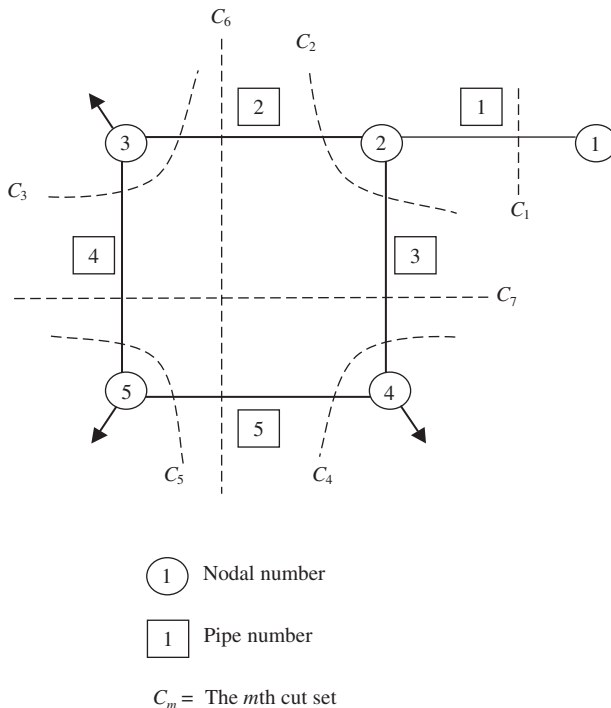 C6
C2
2
1
3
2
1
C3
C1
4
3
C7
5
4
5
C5
C4
1 Nodal number
1 Pipe number
Cm = The mth cut set